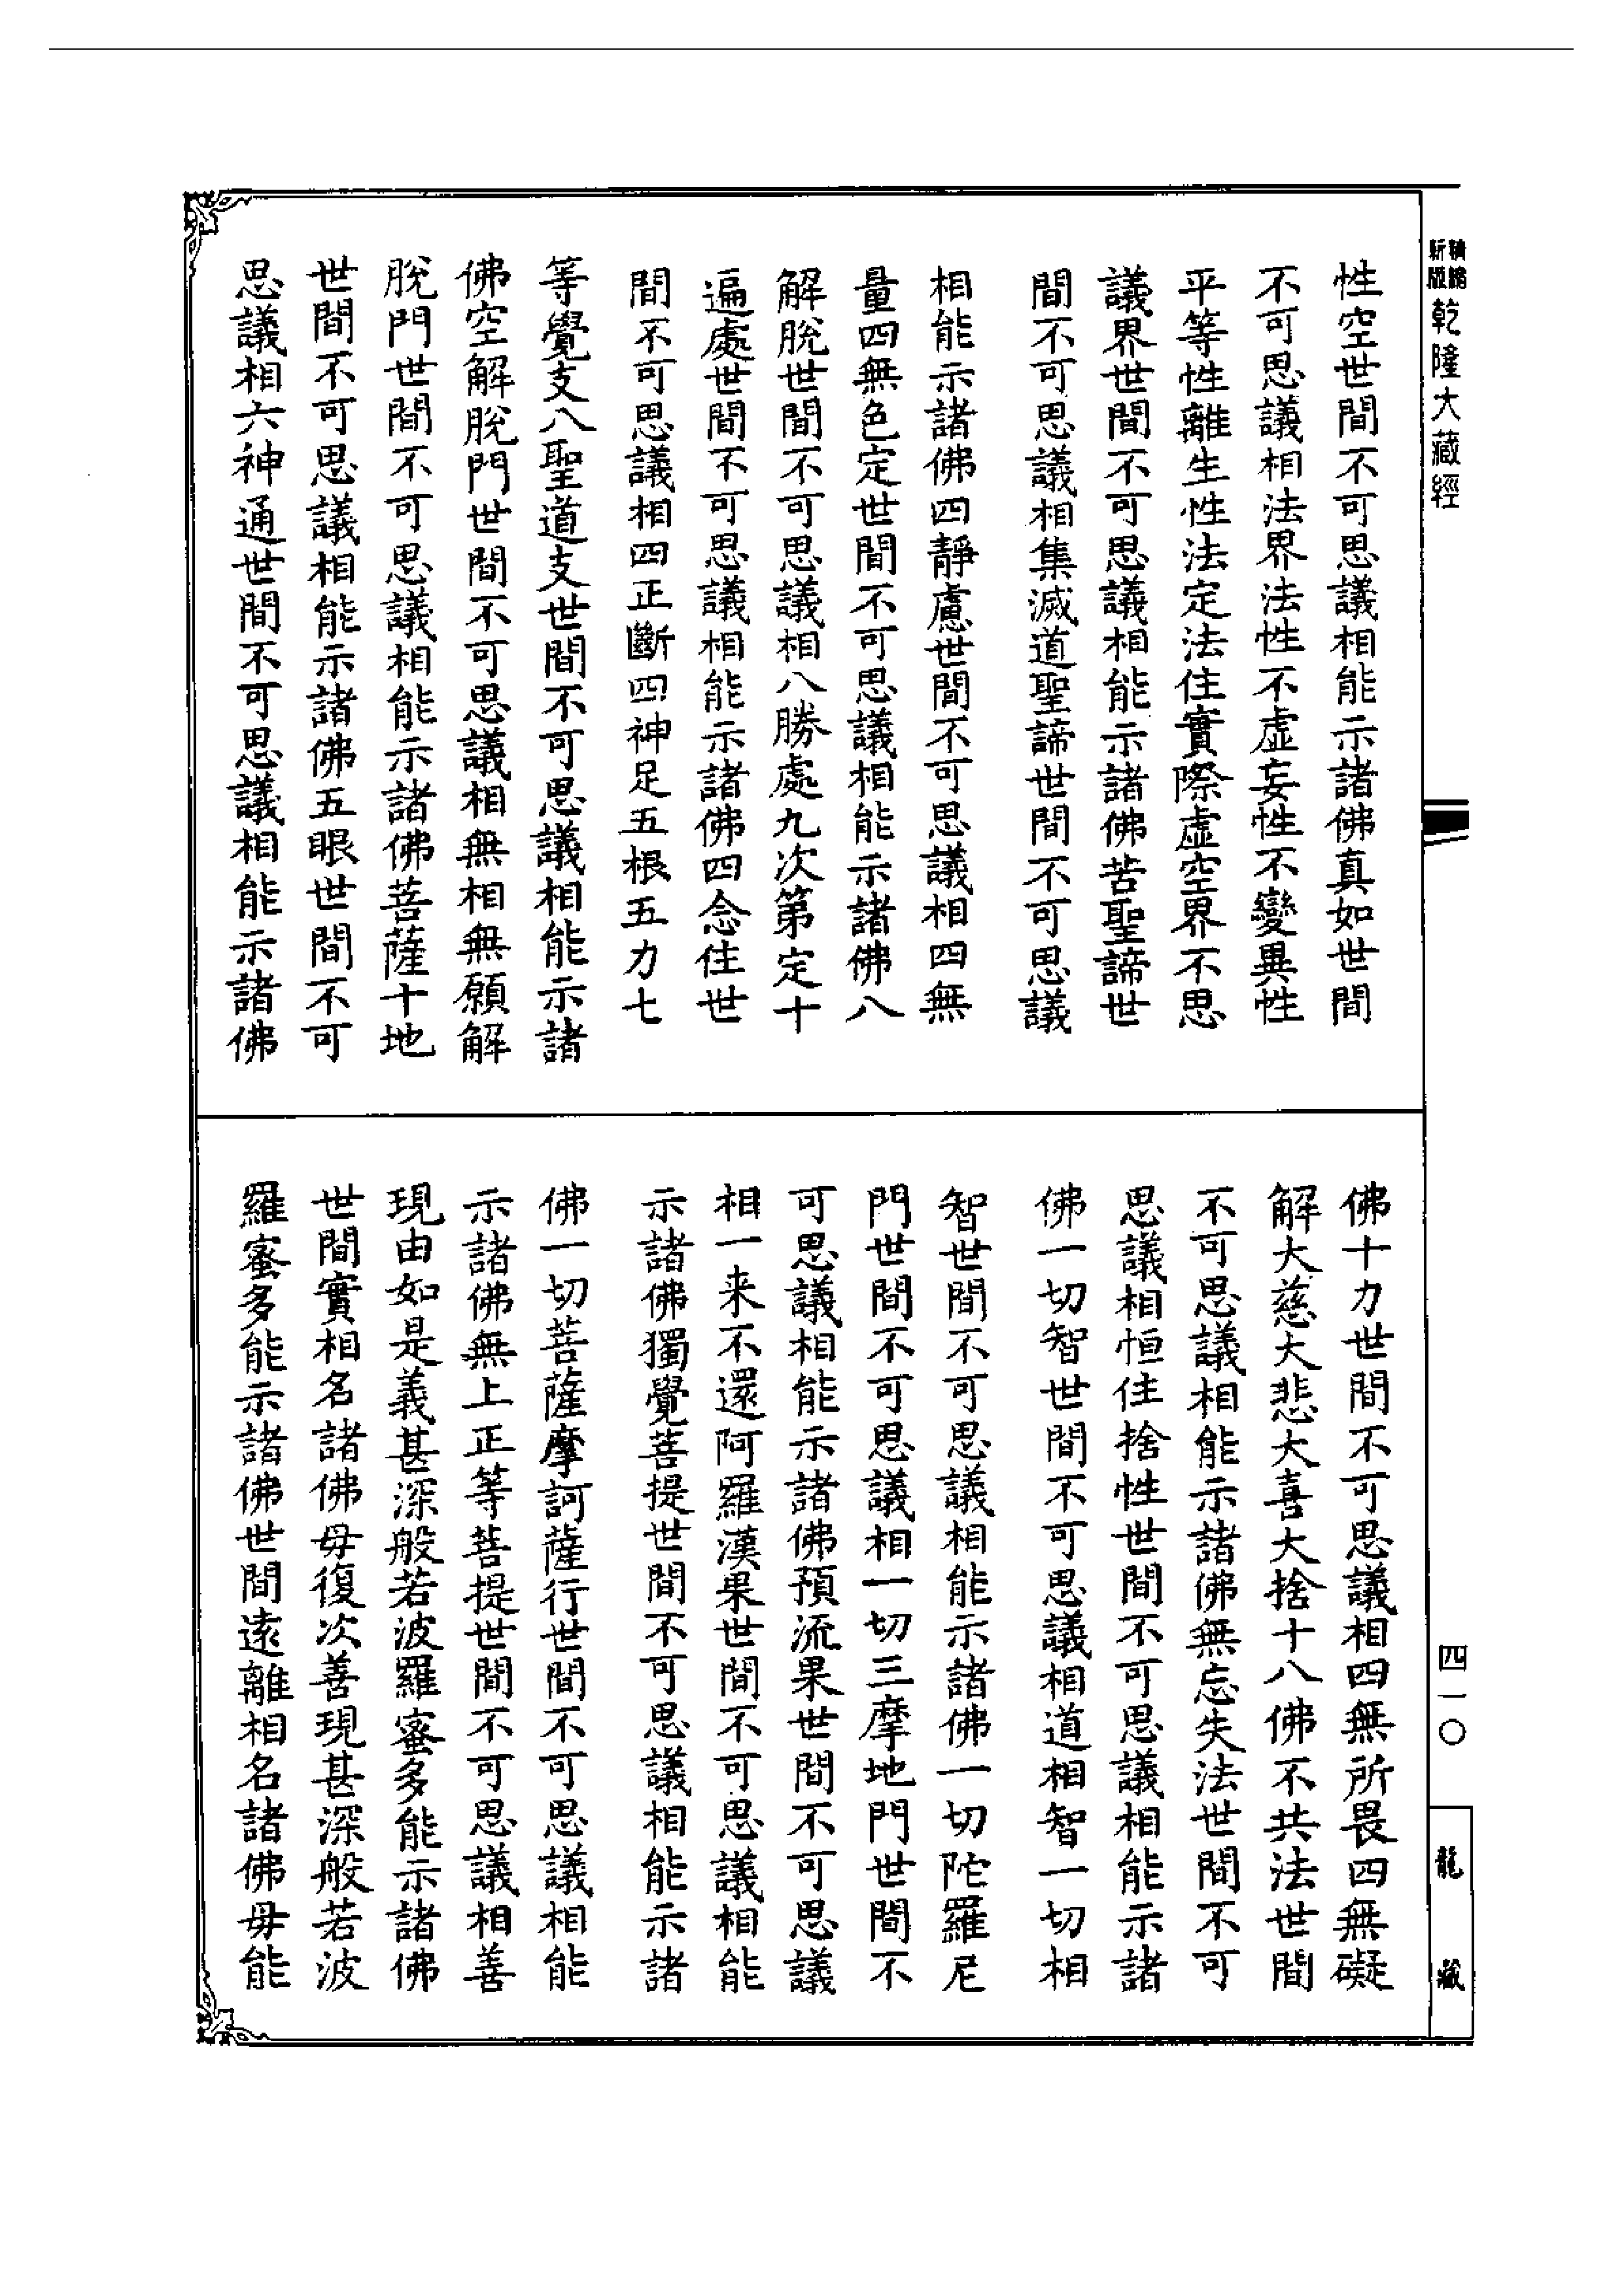 新編
縮版
乾隆大藏經
性空世間不可思議相能示諸佛真如世間
不可思議相法界法性不虛妄性不變異性
平等性離生性法定法住實際虛空界不思
議界世間不可思議相能示諸佛苦聖諦世
間不可思議相集滅道聖諦世間不可思議
相能示諸佛四靜慮世間不可思議相四無
量四無色定世間不可思議相能示諸佛八
解脫世間不可思議相八勝處九次第定十
遍處世間不可思議相能示諸佛四念住世
間不可思議相四正斷四神足五根五力七
等覺支八聖道支世間不可思議相能示諸
佛空解脫門世間不可思議相無相無願解
脫門世間不可思議相能示諸佛菩薩十地
世間不可思議相能示諸佛五眼世間不可
思議相六神通世間不可思議相能示諸佛
佛十力世間不可思議相四無所畏四無礙
解大慈大悲大喜大捨十八佛不共法世間
不可思議相能示諸佛無忘失法世間不可
思議相恒住捨性世間不可思議相能示諸
佛一切智世間不可思議相道相智一切相
智世間不可思議相能示諸佛一切陀羅尼
門世間不可思議相一切三摩地門世間不
可思議相能示諸佛預流果世間不可思議
相一来不還阿羅漢果世間不可思議相能
示諸佛獨覺菩提世間不可思議相能示諸
佛一切菩薩摩訶薩行世間不可思議相能
示諸佛無上正等菩提世間不可思議相善
現由如是義甚深般若波羅蜜多能示諸佛
世間實相名諸佛母復次善現甚深般若波
羅蜜多能示諸佛世間遠離相名諸佛母能
四一〇
龍藏